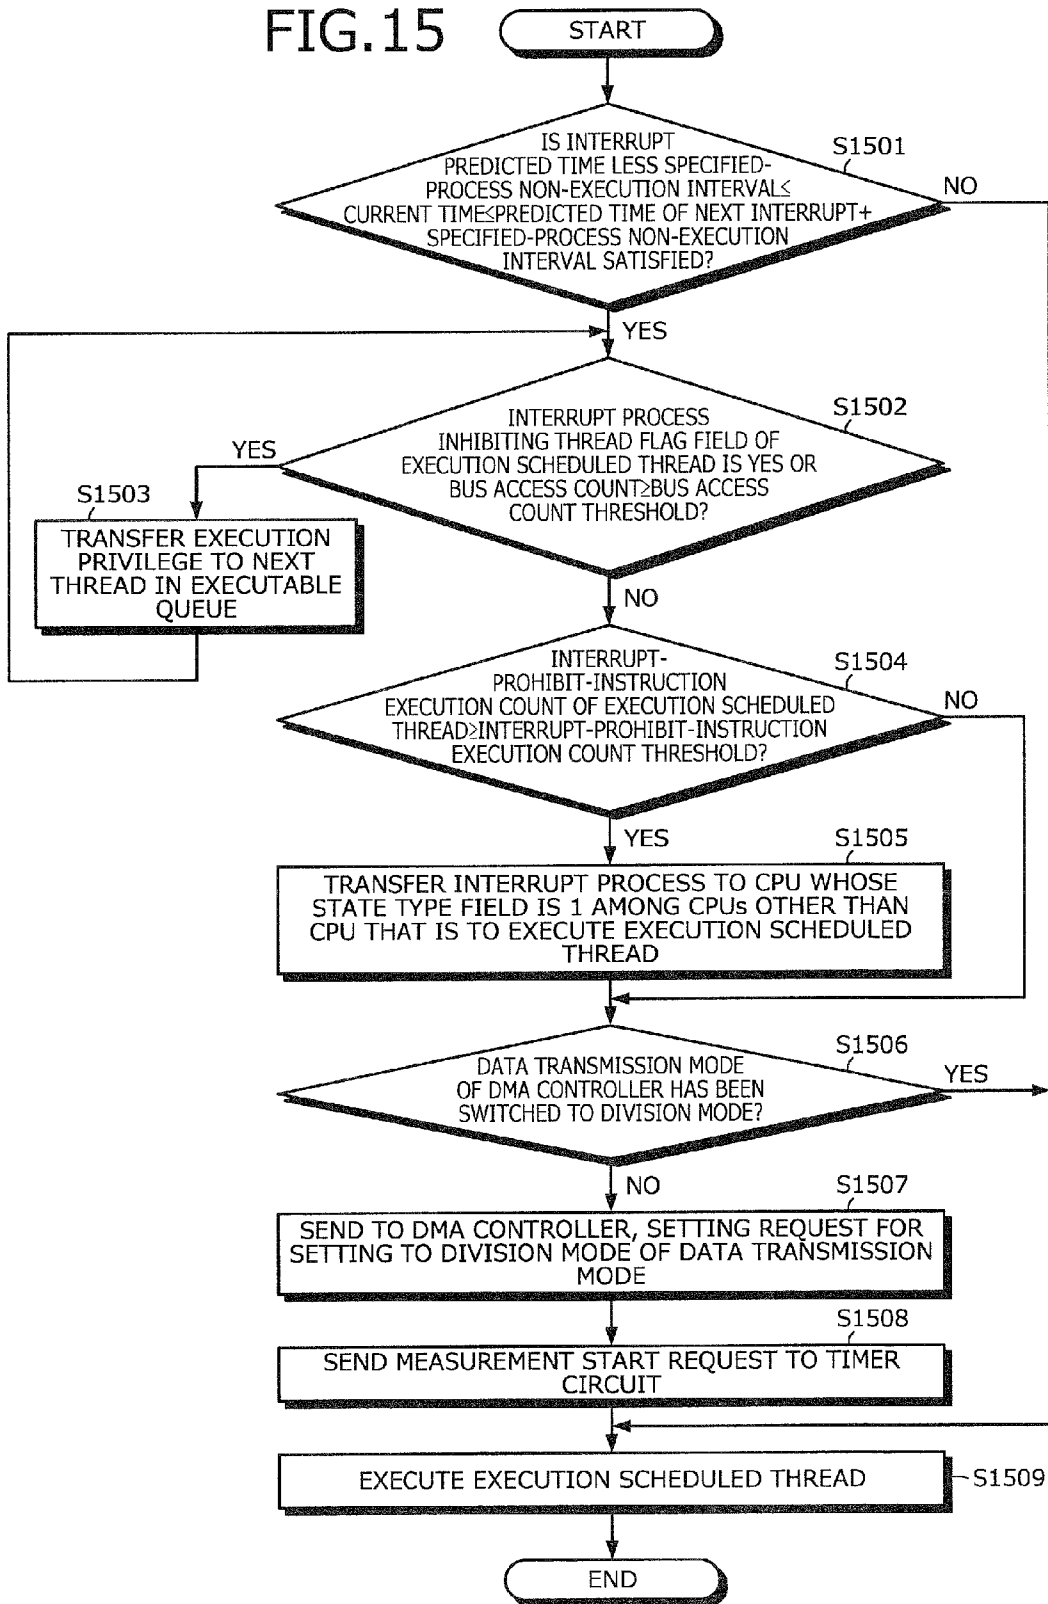 FIG.15
START
IS INTERRUPT
PREDICTED TIME LESS SPECIFIED-
PROCESS NON-EXECUTION INTERVAL≤
CURRENT TIME≤PREDICTED TIME OF NEXT INTERRUPT+
SPECIFIED-PROCESS NON-EXECUTION
INTERVAL SATISFIED?
S1501
NO
YES
INTERRUPT PROCESS
INHIBITING THREAD FLAG FIELD OF
EXECUTION SCHEDULED THREAD IS YES OR
BUS ACCESS COUNT≥BUS ACCESS
COUNT THRESHOLD?
S1502
YES
S1503
TRANSFER EXECUTION
PRIVILEGE TO NEXT
THREAD IN EXECUTABLE
QUEUE
NO
INTERRUPT-
PROHIBIT-INSTRUCTION
EXECUTION COUNT OF EXECUTION SCHEDULED
THREAD≥INTERRUPT-PROHIBIT-INSTRUCTION
EXECUTION COUNT THRESHOLD?
S1504
NO
YES
S1505
TRANSFER INTERRUPT PROCESS TO CPU WHOSE
STATE TYPE FIELD IS 1 AMONG CPUs OTHER THAN
CPU THAT IS TO EXECUTE EXECUTION SCHEDULED
THREAD
DATA TRANSMISSION MODE
OF DMA CONTROLLER HAS BEEN
SWITCHED TO DIVISION MODE?
S1506
YES
NO
S1507
SEND TO DMA CONTROLLER, SETTING REQUEST FOR
SETTING TO DIVISION MODE OF DATA TRANSMISSION
MODE
S1508
SEND MEASUREMENT START REQUEST TO TIMER
CIRCUIT
EXECUTE EXECUTION SCHEDULED THREAD
S1509
END